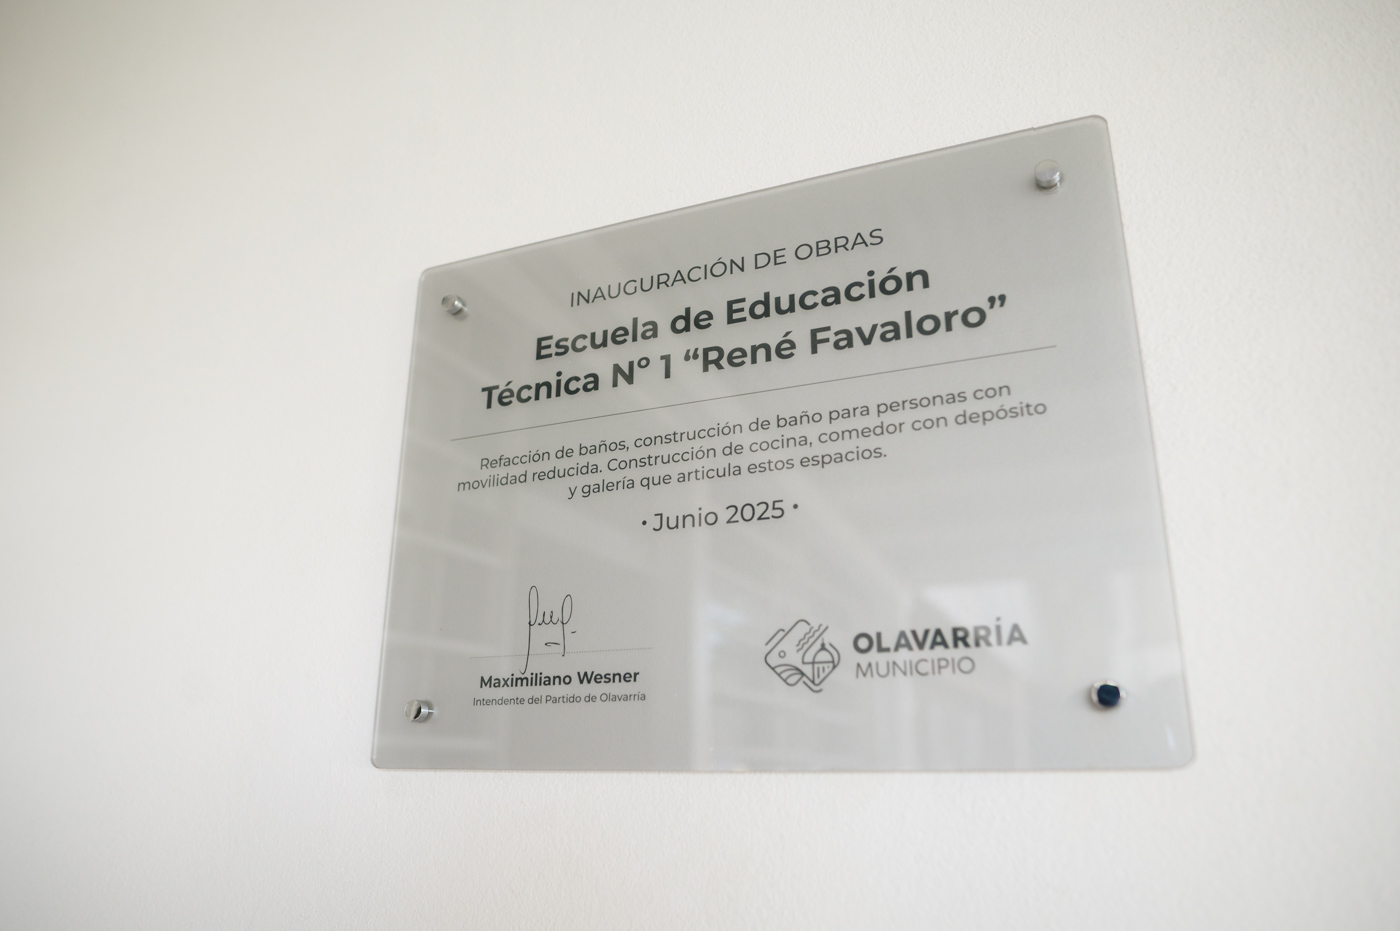 INAUGURACIÓN DE OBRAS
Escuela de Educación
Técnica Nº 1 “René Favaloro”
Refacción de baños, construcción de baño para personas con
movilidad reducida. Construcción de cocina, comedor con depósito
y galería que articula estos espacios.
• Junio 2025 •
Maximiliano Wesner
Intendente del Partido de Olavarría
OLAVARRÍA
MUNICIPIO